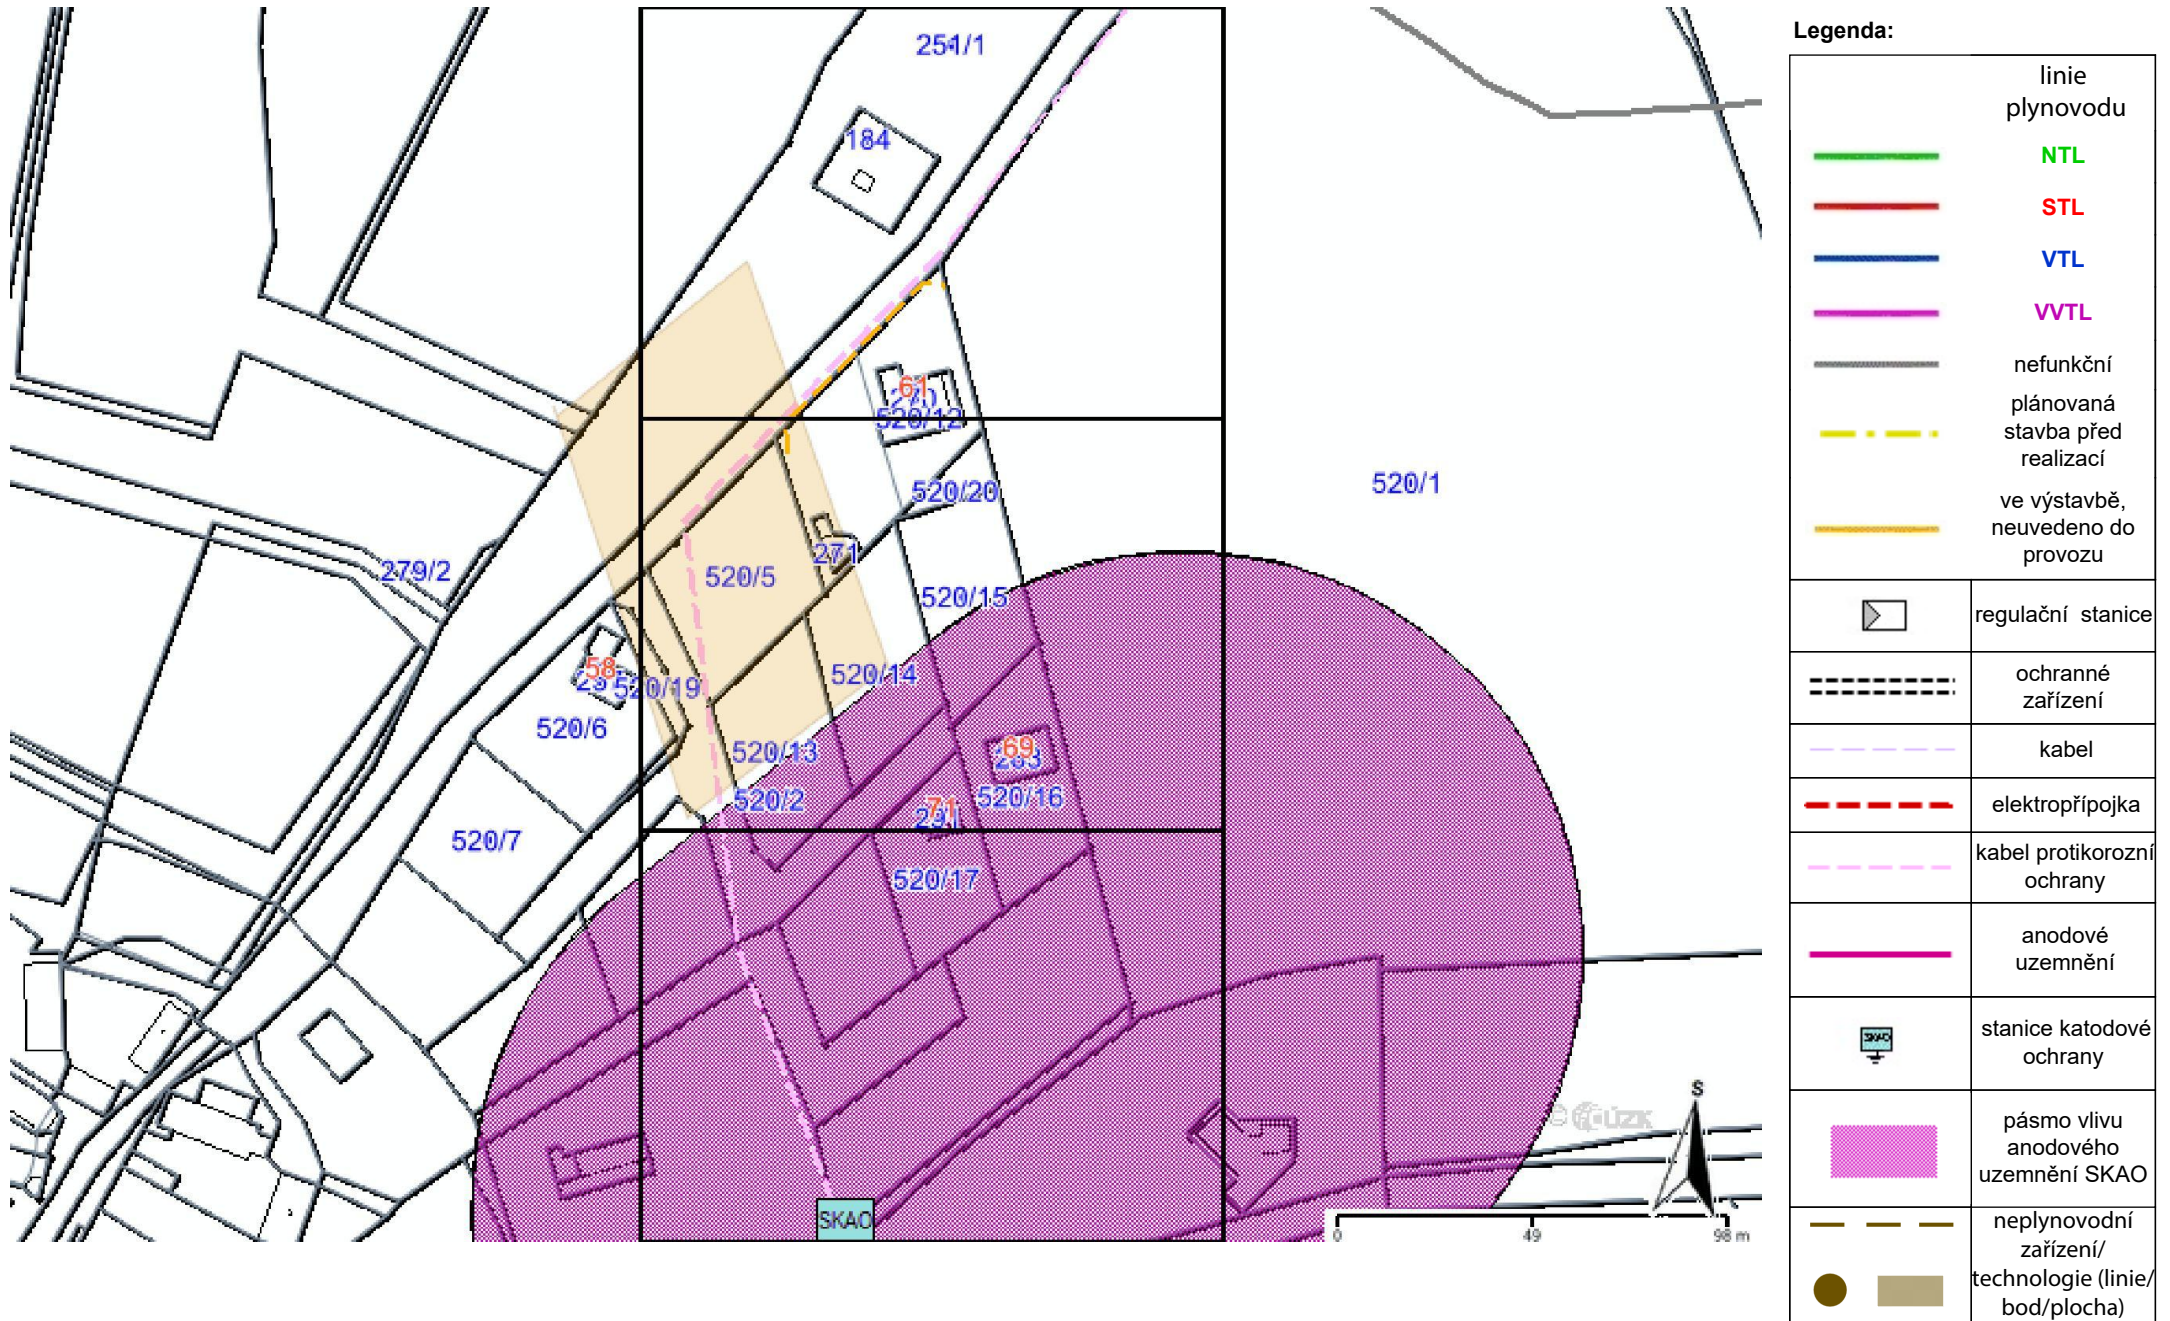 254/1
184
61
270
520/12
520/20
520/1
271
279/2
520/5
520/15
58
520/19
520/14
520/6
520/13
69
283
520/2
520/16
71
291
520/7
520/17
SKAO
S
0 49 98 m
Legenda:
linie
plynovodu
NTL
STL
VTL
VVTL
nefunkční
plánovaná
stavba před
realizací
ve výstavbě,
neuvedeno do
provozu
regulační stanice
ochranné
zařízení
kabel
elektropřípojka
kabel protikorozní
ochrany
anodové
uzemnění
SKAO
stanice katodové
ochrany
pásmo vlivu
anodového
uzemnění SKAO
neplynovodní
zařízení/
technologie (linie/
bod/plocha)